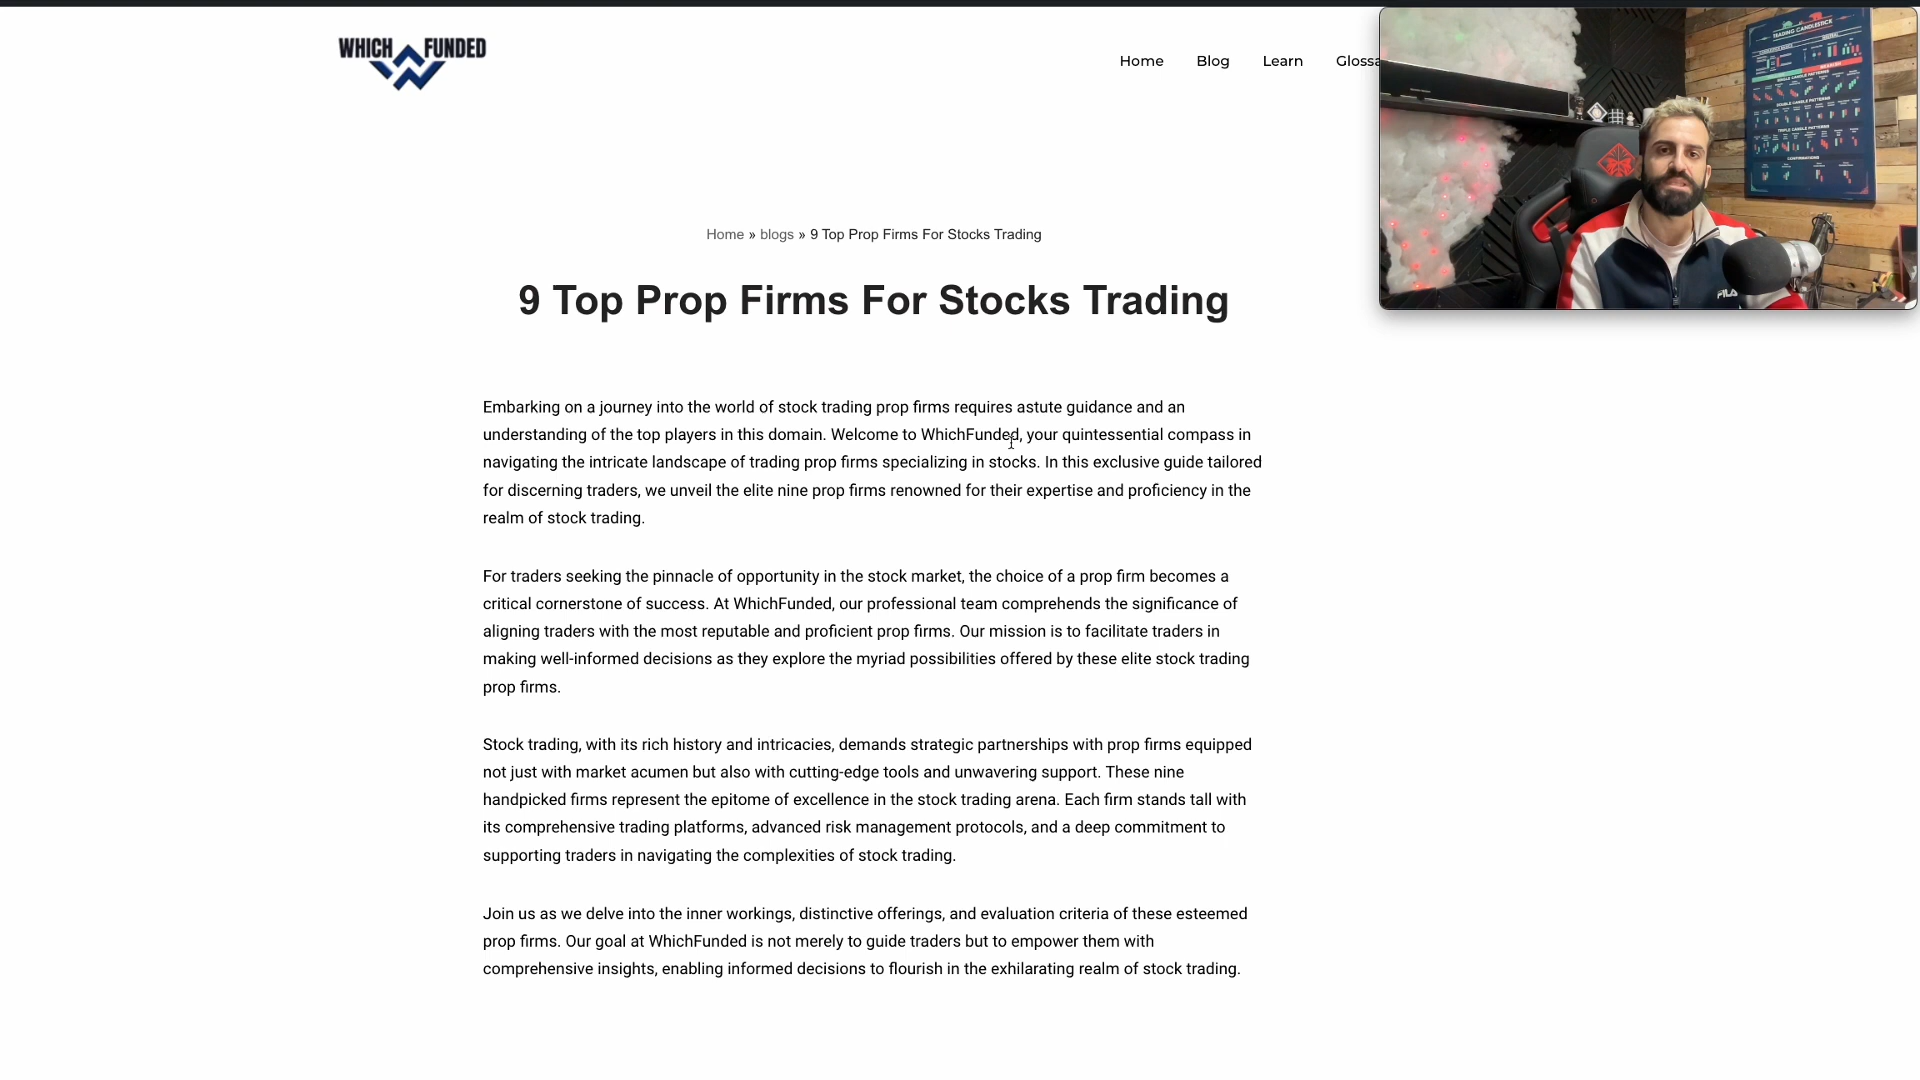 WHICH FUNDED
Home Blog Learn Glossa
TRADING CANDLESTICK
Home » blogs » 9 Top Prop Firms For Stocks Trading
9 Top Prop Firms For Stocks Trading
FILA
Embarking on a journey into the world of stock trading prop firms requires astute guidance and an
understanding of the top players in this domain. Welcome to WhichFunded, your quintessential compass in
navigating the intricate landscape of trading prop firms specializing in stocks. In this exclusive guide tailored
for discerning traders, we unveil the elite nine prop firms renowned for their expertise and proficiency in the
realm of stock trading.
For traders seeking the pinnacle of opportunity in the stock market, the choice of a prop firm becomes a
critical cornerstone of success. At WhichFunded, our professional team comprehends the significance of
aligning traders with the most reputable and proficient prop firms. Our mission is to facilitate traders in
making well-informed decisions as they explore the myriad possibilities offered by these elite stock trading
prop firms.
Stock trading, with its rich history and intricacies, demands strategic partnerships with prop firms equipped
not just with market acumen but also with cutting-edge tools and unwavering support. These nine
handpicked firms represent the epitome of excellence in the stock trading arena. Each firm stands tall with
its comprehensive trading platforms, advanced risk management protocols, and a deep commitment to
supporting traders in navigating the complexities of stock trading.
Join us as we delve into the inner workings, distinctive offerings, and evaluation criteria of these esteemed
prop firms. Our goal at WhichFunded is not merely to guide traders but to empower them with
comprehensive insights, enabling informed decisions to flourish in the exhilarating realm of stock trading.